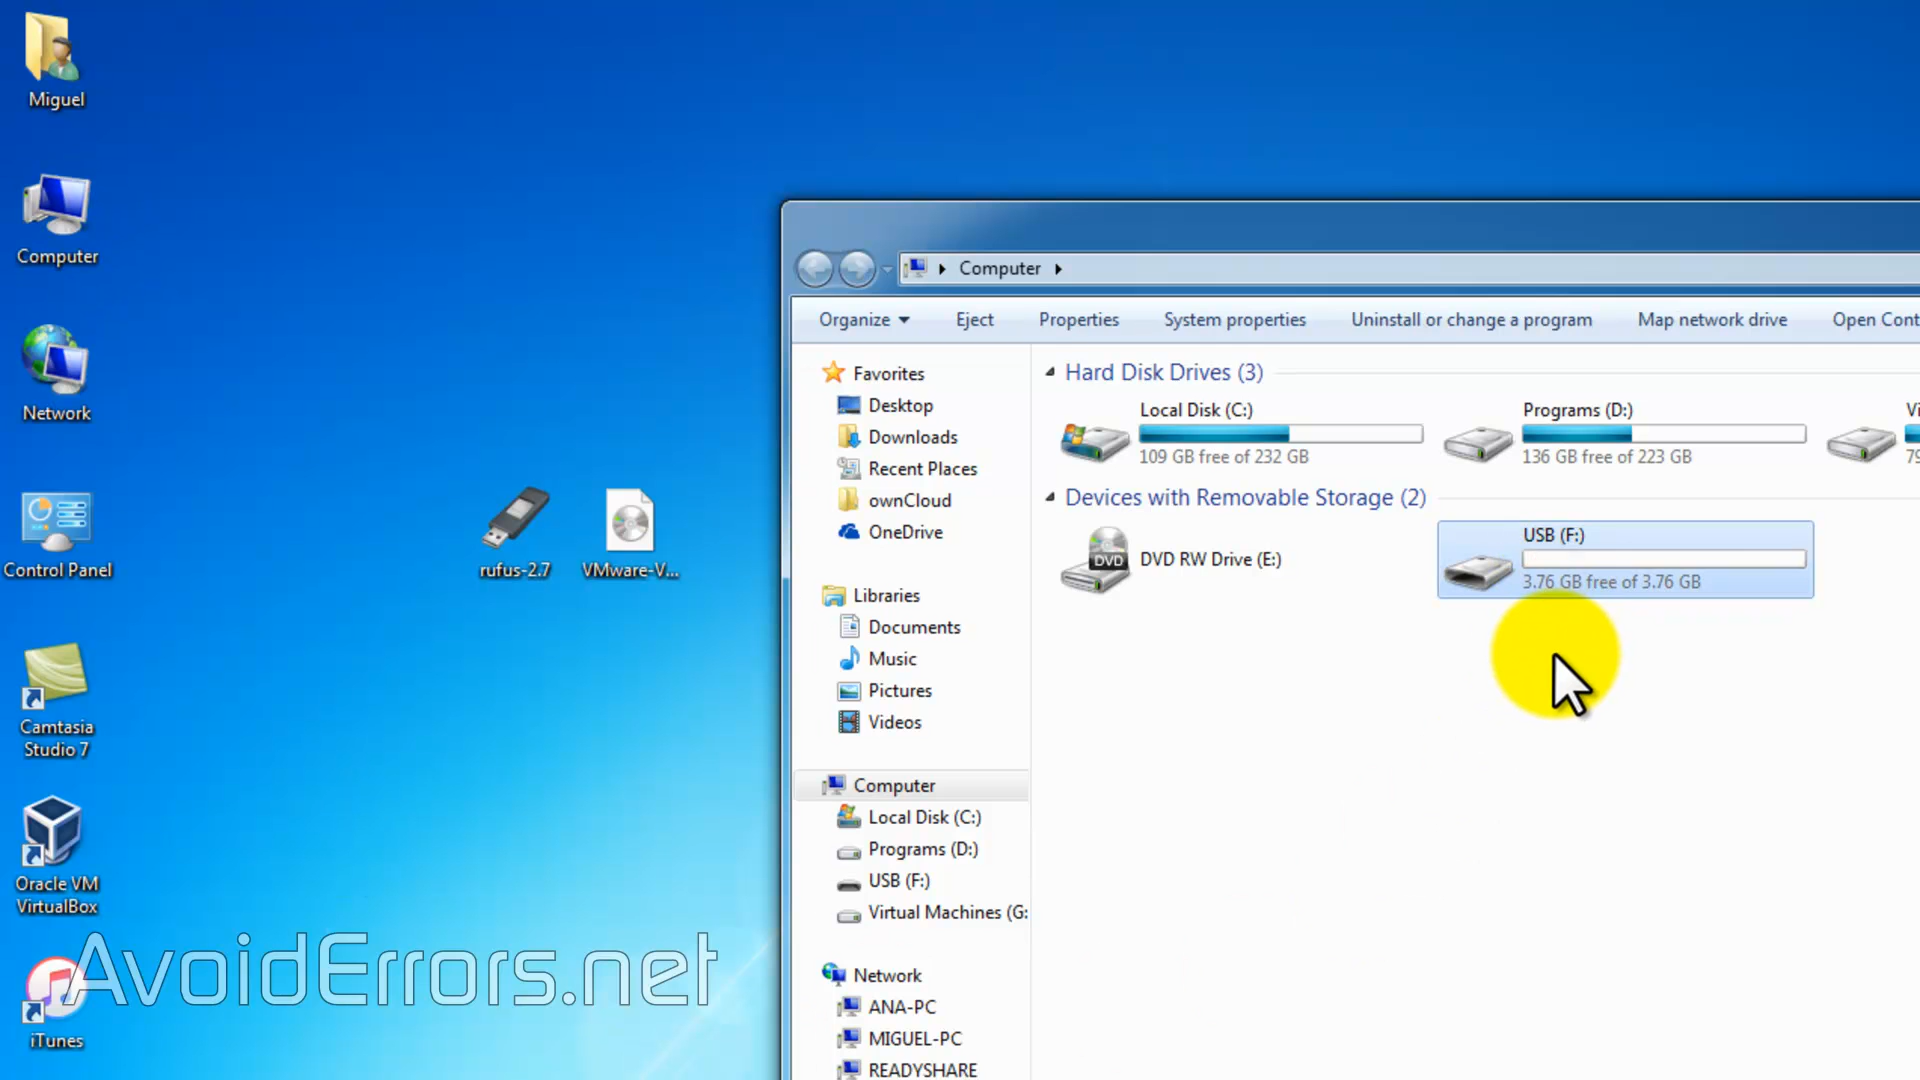 Miguel
Computer
Network
Control Panel
Camtasia
Studio 7
Oracle VM
VirtualBox
iTunes
rufus-2.7
VMware-V...
AvoidErrors.net
Computer
Organize
Eject
Properties
System properties
Uninstall or change a program
Map network drive
Open Cont
Favorites
Desktop
Downloads
Recent Places
ownCloud
OneDrive
Libraries
Documents
Music
Pictures
Videos
Computer
Local Disk (C:)
Programs (D:)
USB (F:)
Virtual Machines (G:
Network
ANA-PC
MIGUEL-PC
READYSHARE
Hard Disk Drives (3)
Local Disk (C:)
109 GB free of 232 GB
Programs (D:)
136 GB free of 223 GB
Vi
79
Devices with Removable Storage (2)
DVD
DVD RW Drive (E:)
USB (F:)
3.76 GB free of 3.76 GB